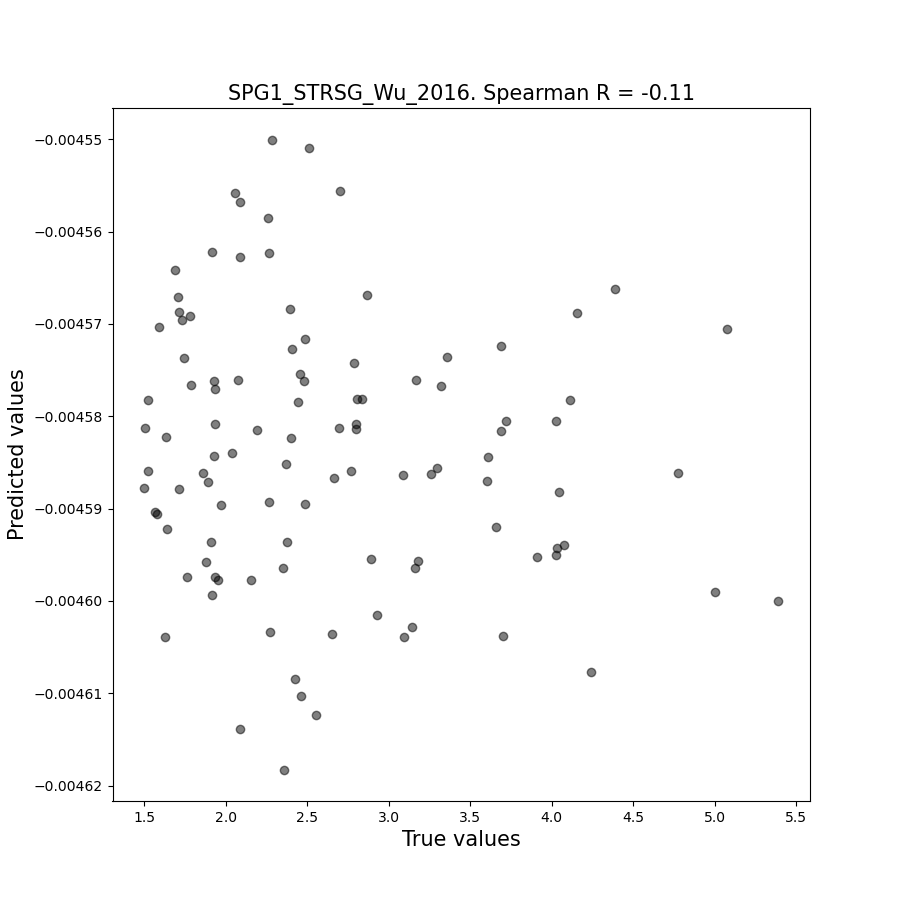 SPG1_STRSG_Wu_2016. Spearman R = -0.11
−0.00455
−0.00456
−0.00457
−0.00458
−0.00459
−0.00460
−0.00461
−0.00462
Predicted values
1.5 2.0 2.5 3.0 3.5 4.0 4.5 5.0 5.5
True values